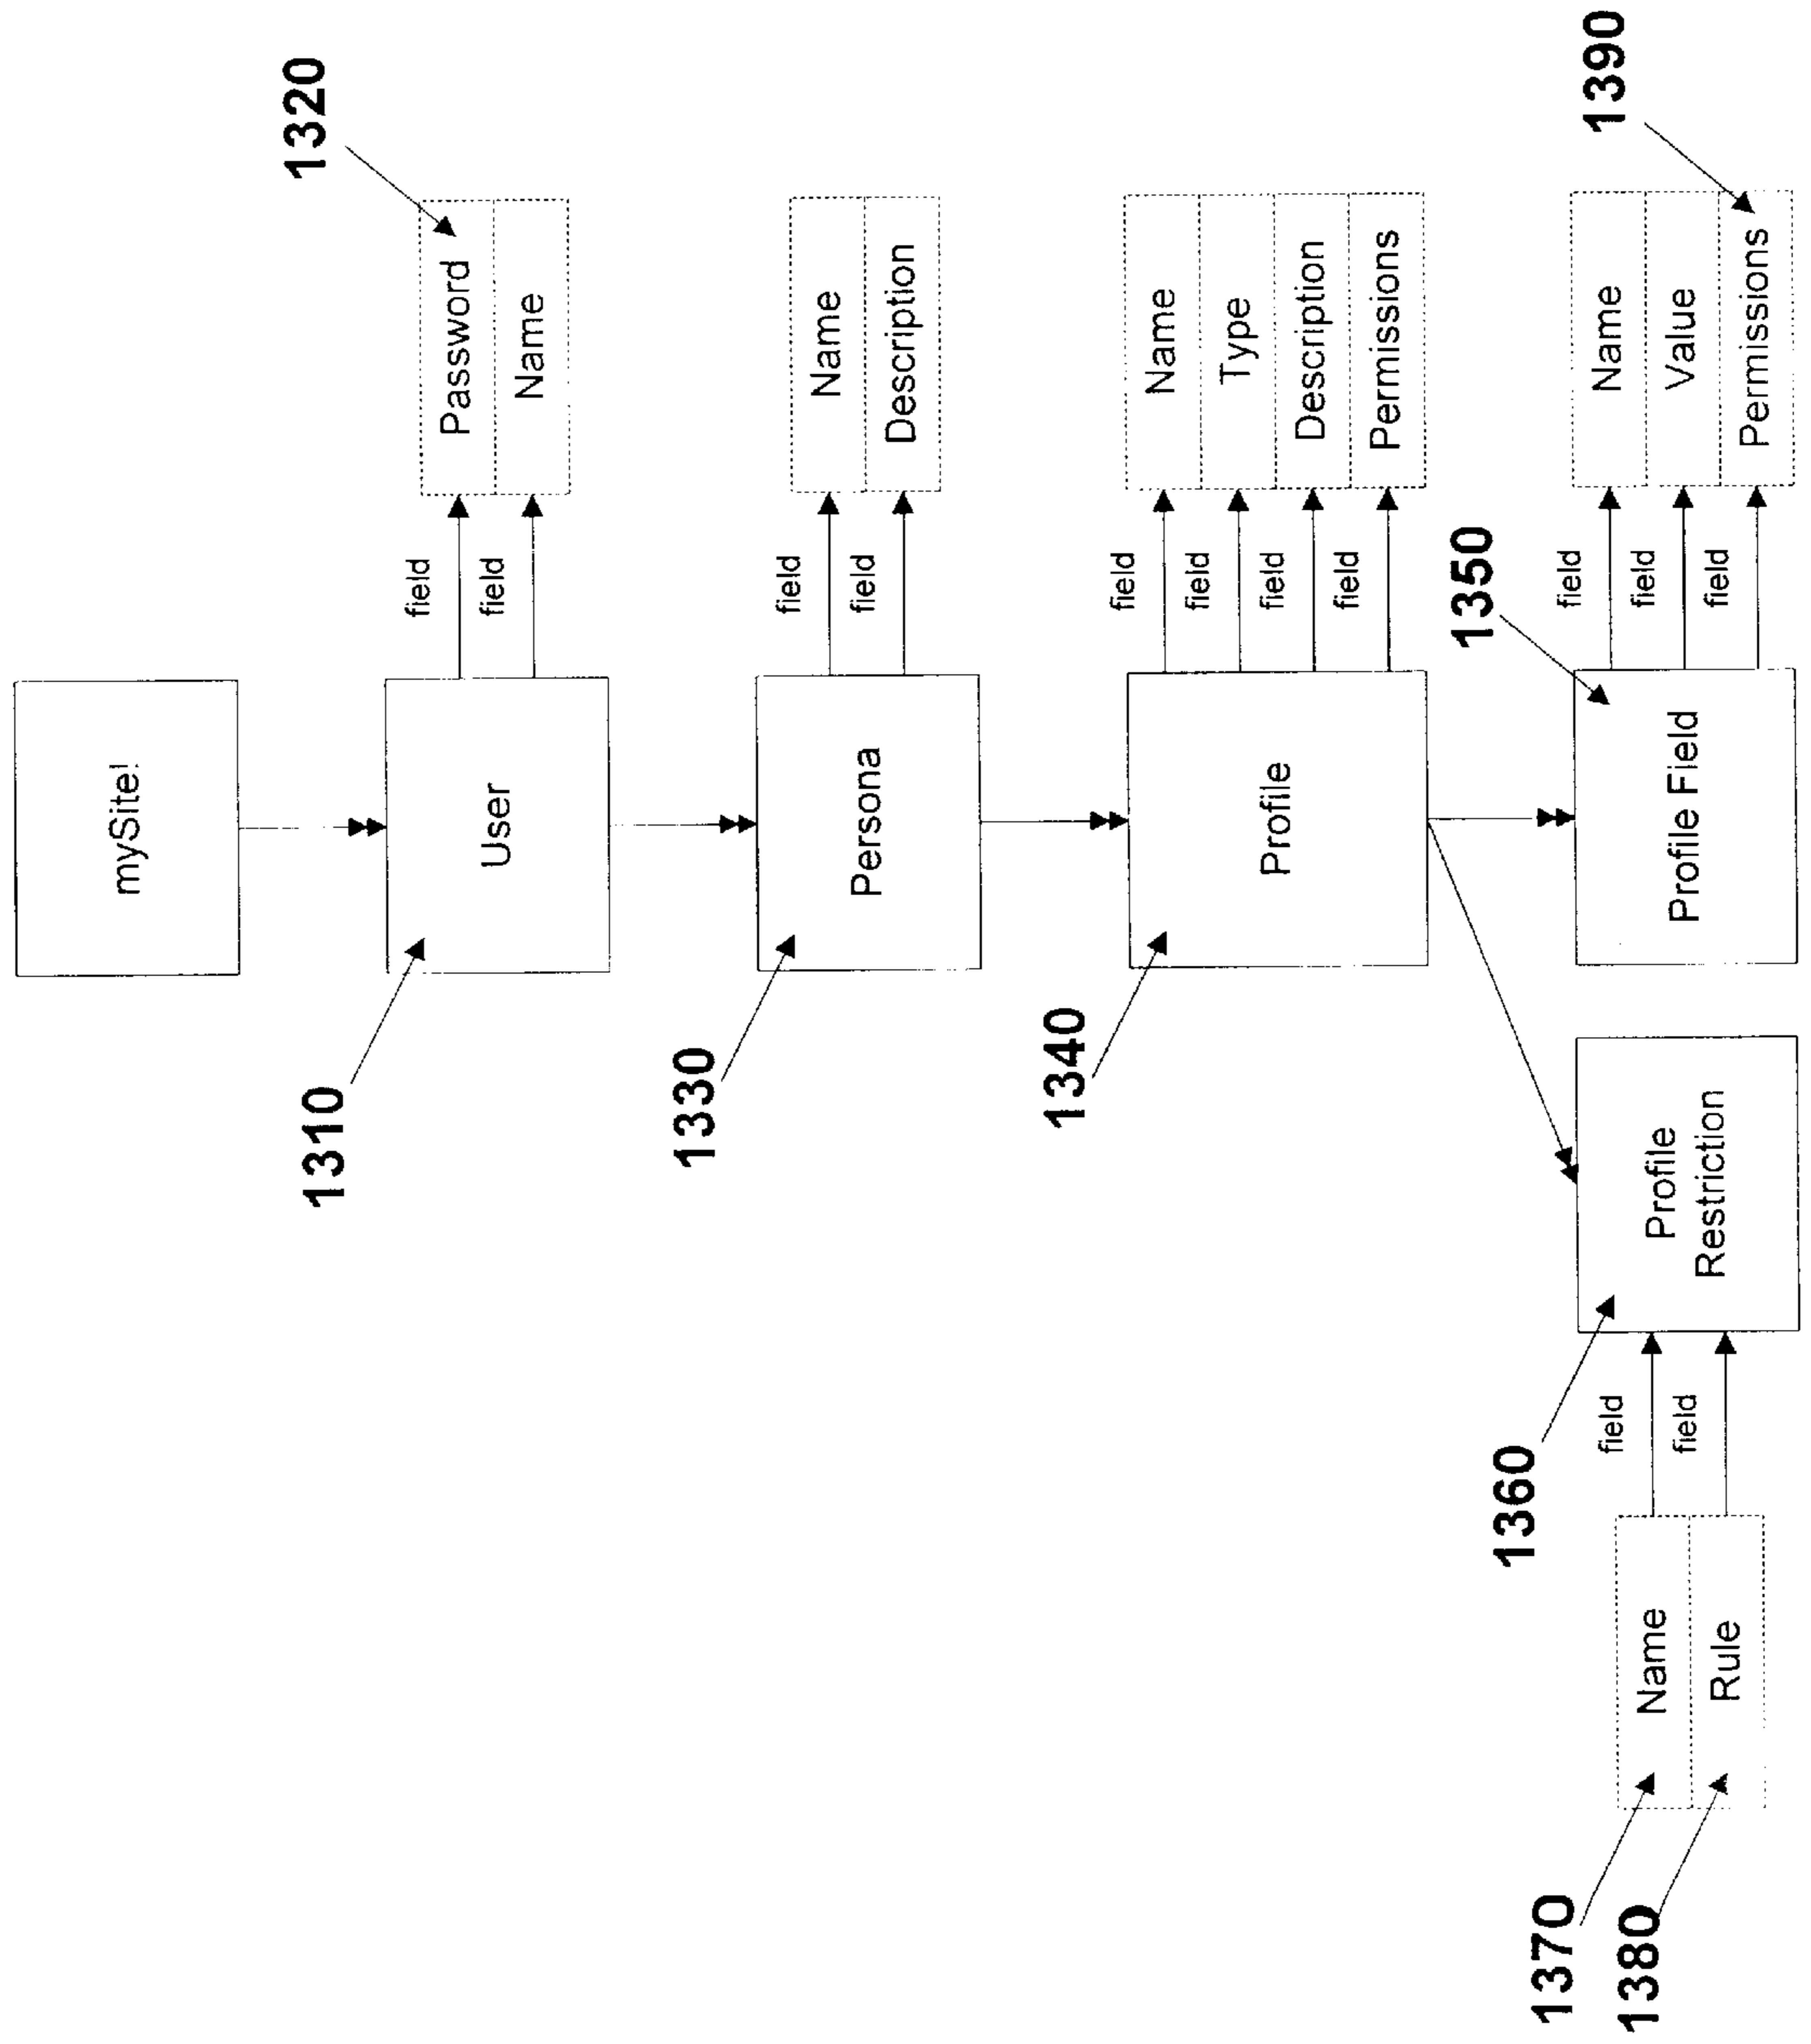 mySite!
1310
User
field
Password
1320
field
Name
1330
Persona
field
Name
field
Description
1340
Profile
field
Name
field
Type
field
Description
field
Permissions
1350
Profile Field
field
Name
field
Value
field
Permissions
1390
1360
Profile
Restriction
field
Name
1370
field
Rule
1380